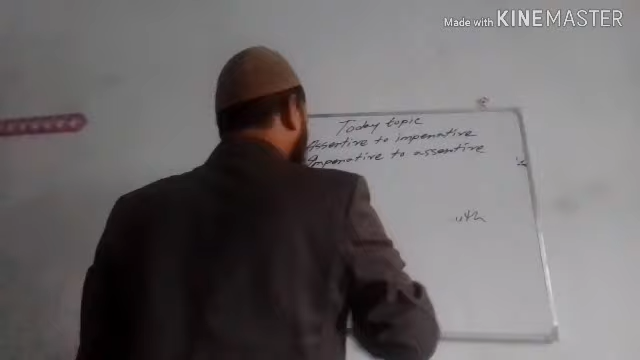 Made with KINEMASTER
Today topic
Assertive to imperative
Imperative to assertive